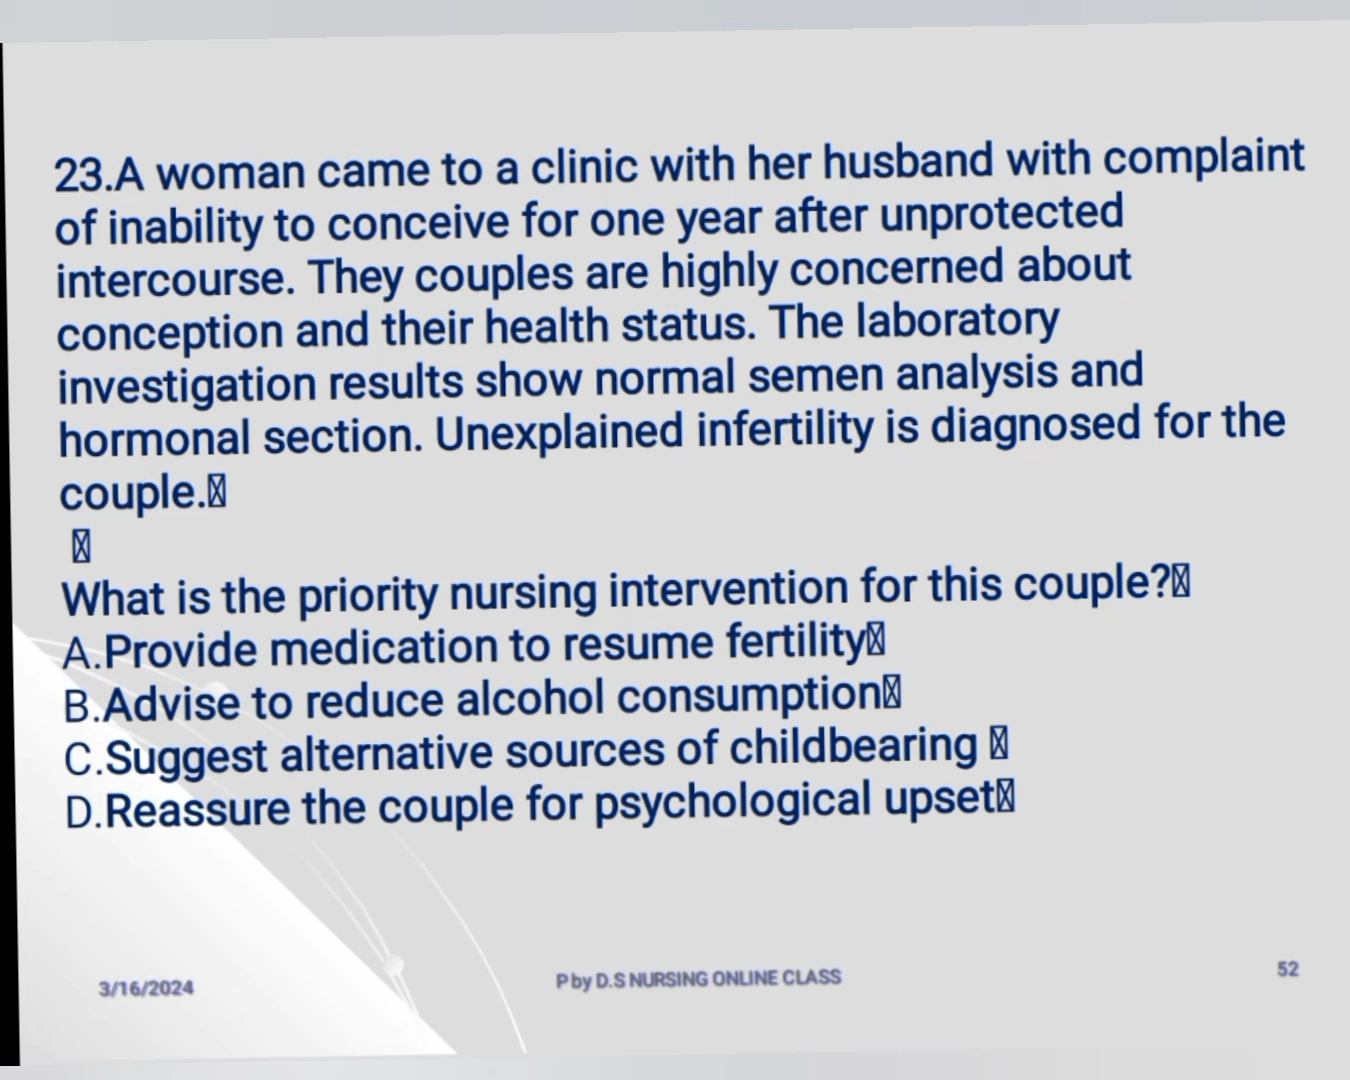 23.A woman came to a clinic with her husband with complaint
of inability to conceive for one year after unprotected
intercourse. They couples are highly concerned about
conception and their health status. The laboratory
investigation results show normal semen analysis and
hormonal section. Unexplained infertility is diagnosed for the
couple.
What is the priority nursing intervention for this couple?
A.Provide medication to resume fertility
B.Advise to reduce alcohol consumption
C.Suggest alternative sources of childbearing
D.Reassure the couple for psychological upset
3/16/2024
P by D.S NURSING ONLINE CLASS
52